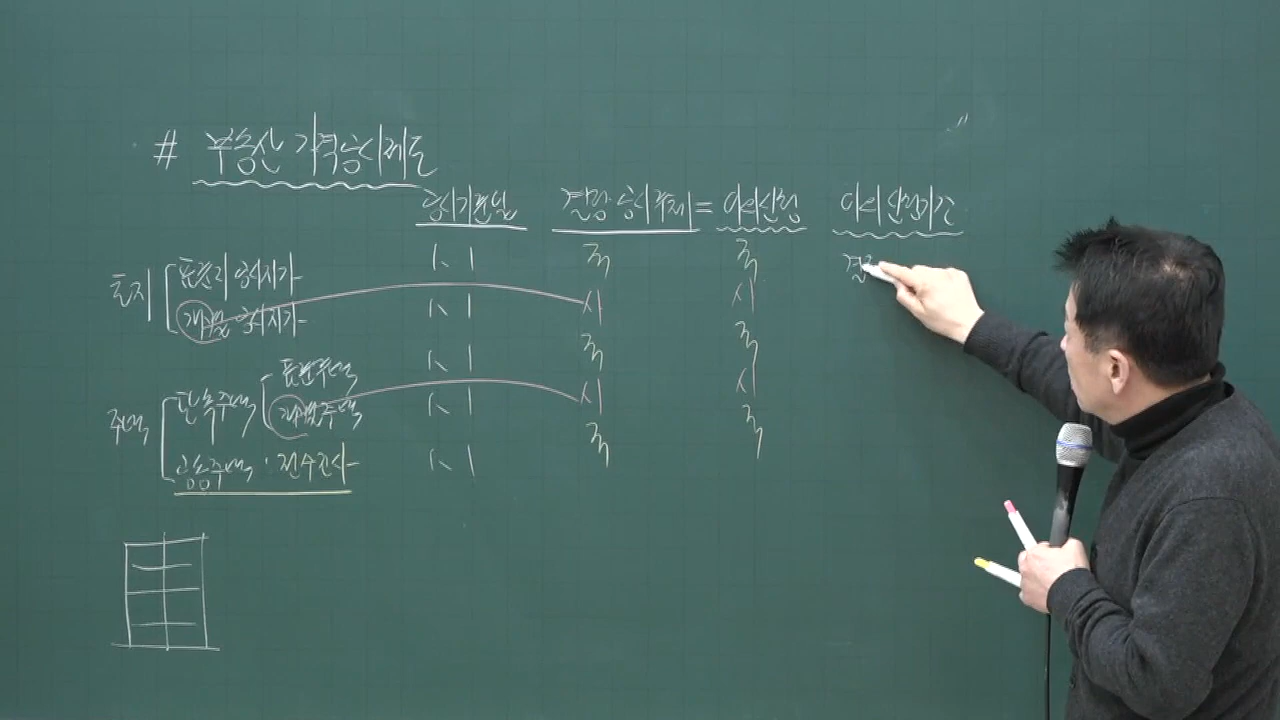 # 부동산 가격공시제도
공시기준일 결정·공시주체 = 이의신청 이의신청기간
토지 표준지 공시지가 1、1 국 국 결
개별 공시지가 1、1 시 시
주택 단독주택 표준주택 1、1 국 국
개별주택 1、1 시 시
공동주택 : 전수조사 1、1 국 국